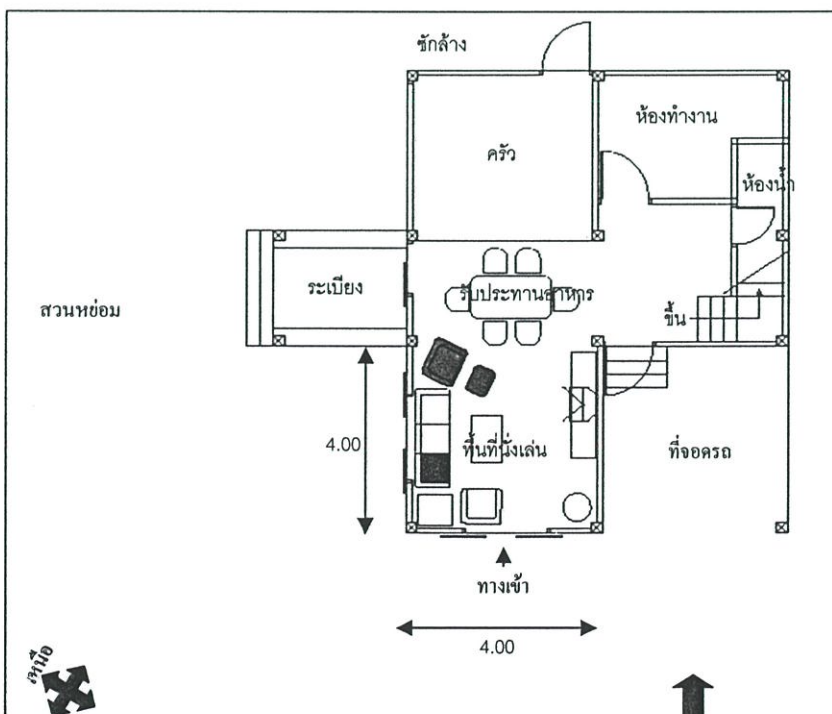 ซักล้าง
ห้องทำงาน
ครัว
ห้องน้ำ
ระเบียง
รับประทานอาหาร
สวนหย่อม
ขึ้น
4.00
พื้นที่นั่งเล่น
ที่จอดรถ
ทางเข้า
4.00
เหนือ